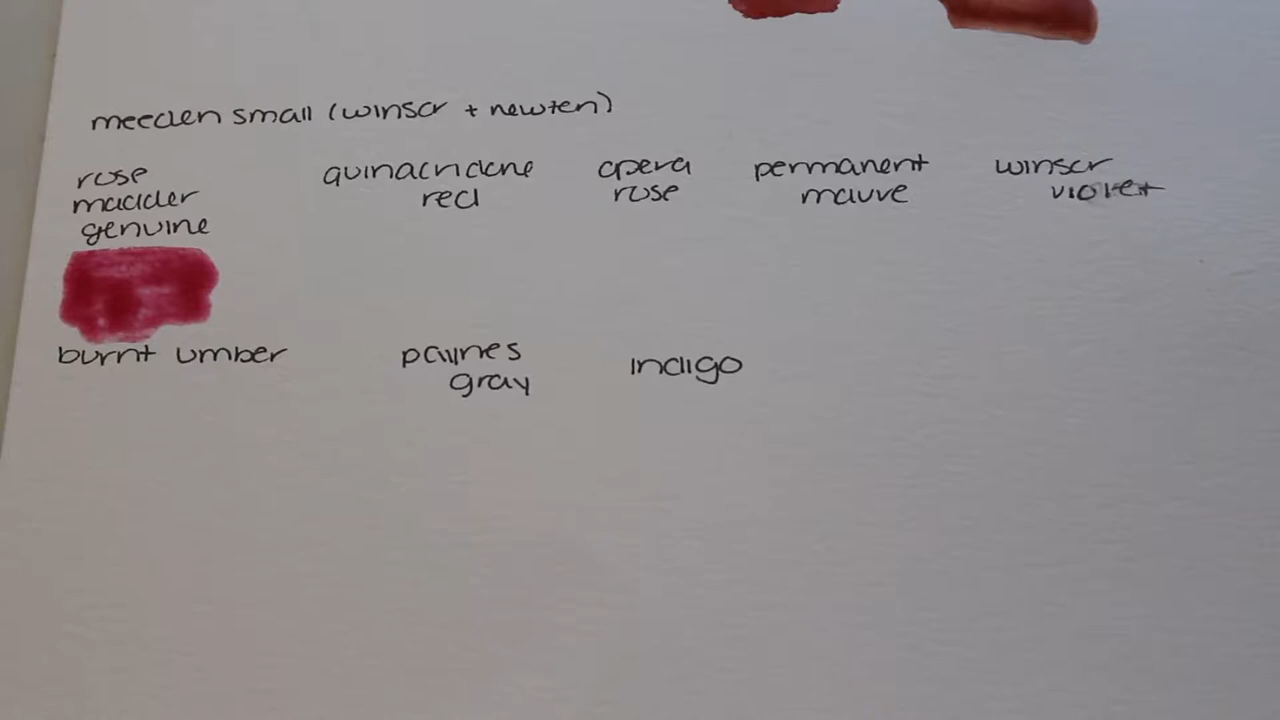 meeden small (winsor + newton)
rose madder genuine
quinacridone red
opera rose
permanent mauve
winsor violet
burnt umber
paynes gray
indigo